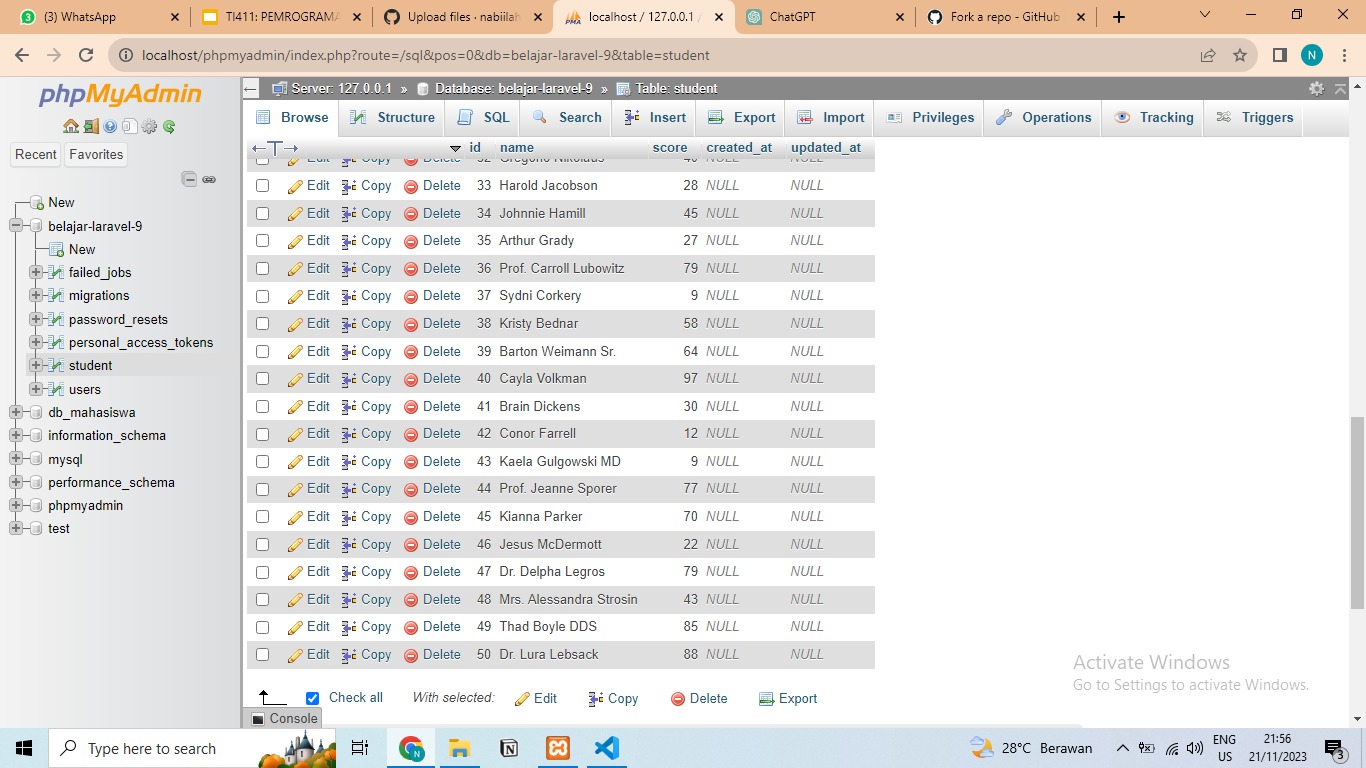 (3) WhatsApp TI411: PEMROGRAMA Upload files · nabiilah localhost / 127.0.0.1 / ChatGPT Fork a repo - GitHub
localhost/phpmyadmin/index.php?route=/sql&pos=0&db=belajar-laravel-9&table=student N
phpMyAdmin
Recent Favorites
New
belajar-laravel-9
New
failed_jobs
migrations
password_resets
personal_access_tokens
student
users
db_mahasiswa
information_schema
mysql
performance_schema
phpmyadmin
test
Server: 127.0.0.1 » Database: belajar-laravel-9 » Table: student
Browse Structure SQL Search Insert Export Import Privileges Operations Tracking Triggers
←T→ id name score created_at updated_at
Edit Copy Delete 32 Gregorio Nikolaus 40 NULL NULL
Edit Copy Delete 33 Harold Jacobson 28 NULL NULL
Edit Copy Delete 34 Johnnie Hamill 45 NULL NULL
Edit Copy Delete 35 Arthur Grady 27 NULL NULL
Edit Copy Delete 36 Prof. Carroll Lubowitz 79 NULL NULL
Edit Copy Delete 37 Sydni Corkery 9 NULL NULL
Edit Copy Delete 38 Kristy Bednar 58 NULL NULL
Edit Copy Delete 39 Barton Weimann Sr. 64 NULL NULL
Edit Copy Delete 40 Cayla Volkman 97 NULL NULL
Edit Copy Delete 41 Brain Dickens 30 NULL NULL
Edit Copy Delete 42 Conor Farrell 12 NULL NULL
Edit Copy Delete 43 Kaela Gulgowski MD 9 NULL NULL
Edit Copy Delete 44 Prof. Jeanne Sporer 77 NULL NULL
Edit Copy Delete 45 Kianna Parker 70 NULL NULL
Edit Copy Delete 46 Jesus McDermott 22 NULL NULL
Edit Copy Delete 47 Dr. Delpha Legros 79 NULL NULL
Edit Copy Delete 48 Mrs. Alessandra Strosin 43 NULL NULL
Edit Copy Delete 49 Thad Boyle DDS 85 NULL NULL
Edit Copy Delete 50 Dr. Lura Lebsack 88 NULL NULL
Check all With selected: Edit Copy Delete Export
Console
Activate Windows
Go to Settings to activate Windows.
Type here to search 28°C Berawan ENG US 21:56 21/11/2023 3